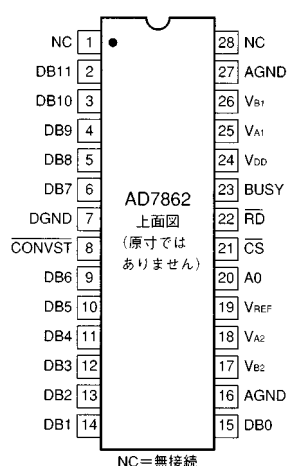 NC 1 28 NC
DB11 2 27 AGND
DB10 3 26 VB1
DB9 4 25 VA1
DB8 5 24 VDD
DB7 6 23 BUSY
DGND 7 22 RD
CONVST 8 21 CS
DB6 9 20 A0
DB5 10 19 VREF
DB4 11 18 VA2
DB3 12 17 VB2
DB2 13 16 AGND
DB1 14 15 DB0
AD7862
上面図
(原寸では
ありません)
NC=無接続